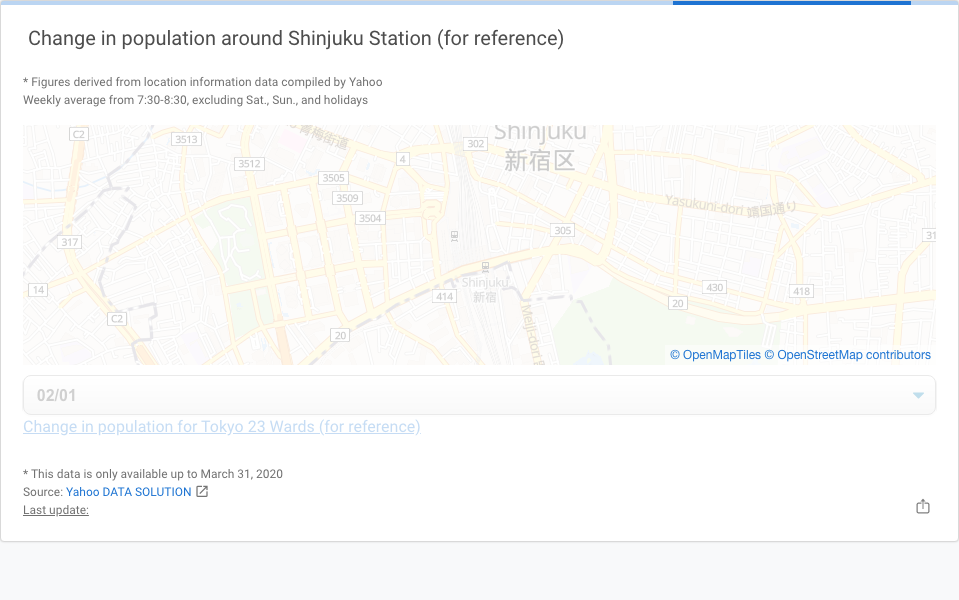 Change in population around Shinjuku Station (for reference)
* Figures derived from location information data compiled by Yahoo
Weekly average from 7:30-8:30, excluding Sat., Sun., and holidays
C2
3513
青梅街道
302
Shinjuku
新宿区
3512
4
3505
3509
Yasukuni-dori 靖国通り
3504
317
305
31
Shinjuku
新宿
14
414
430
418
20
C2
Meiji-dori
20
© OpenMapTiles © OpenStreetMap contributors
02/01
Change in population for Tokyo 23 Wards (for reference)
* This data is only available up to March 31, 2020
Source: Yahoo DATA SOLUTION
Last update: